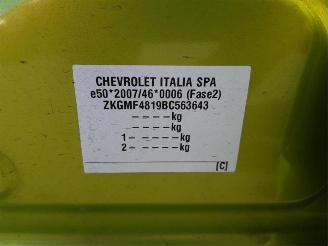 CHEVROLET ITALIA SPA
e50*2007/46*0006 (Fase2)
ZKGMF4819BC563643
– – – – – kg
– – – – – kg
1 – – – – – kg
2 – – – – – kg
[C]